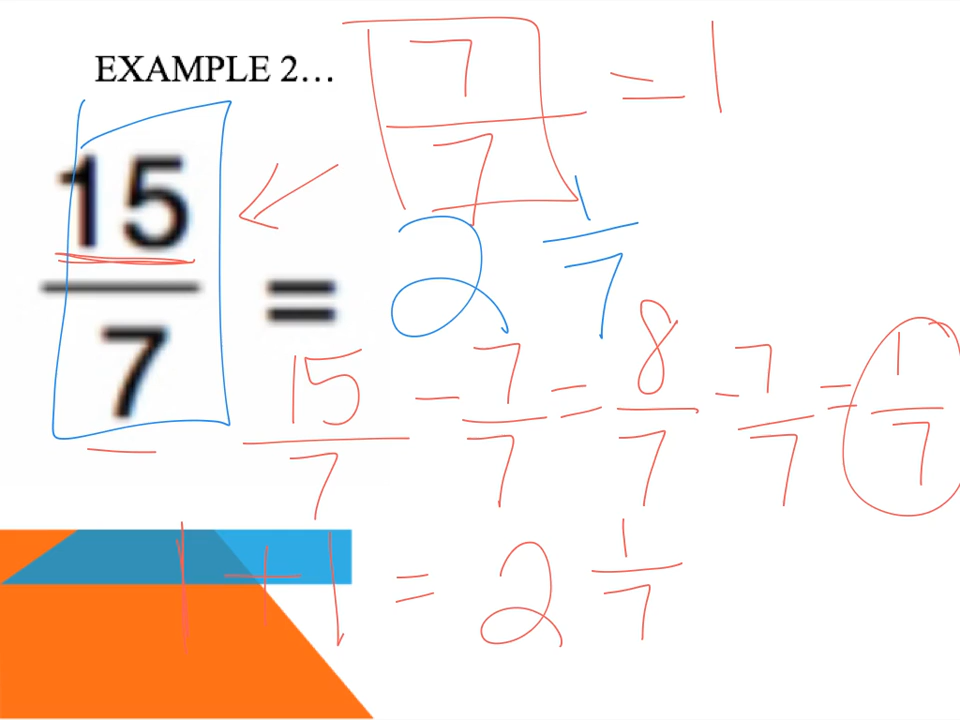 EXAMPLE 2...
7/7 = 1
15/7 = 2 1/7
15/7 - 7/7 = 8/7 - 7/7 = 1/7
1 + 1 = 2 1/7